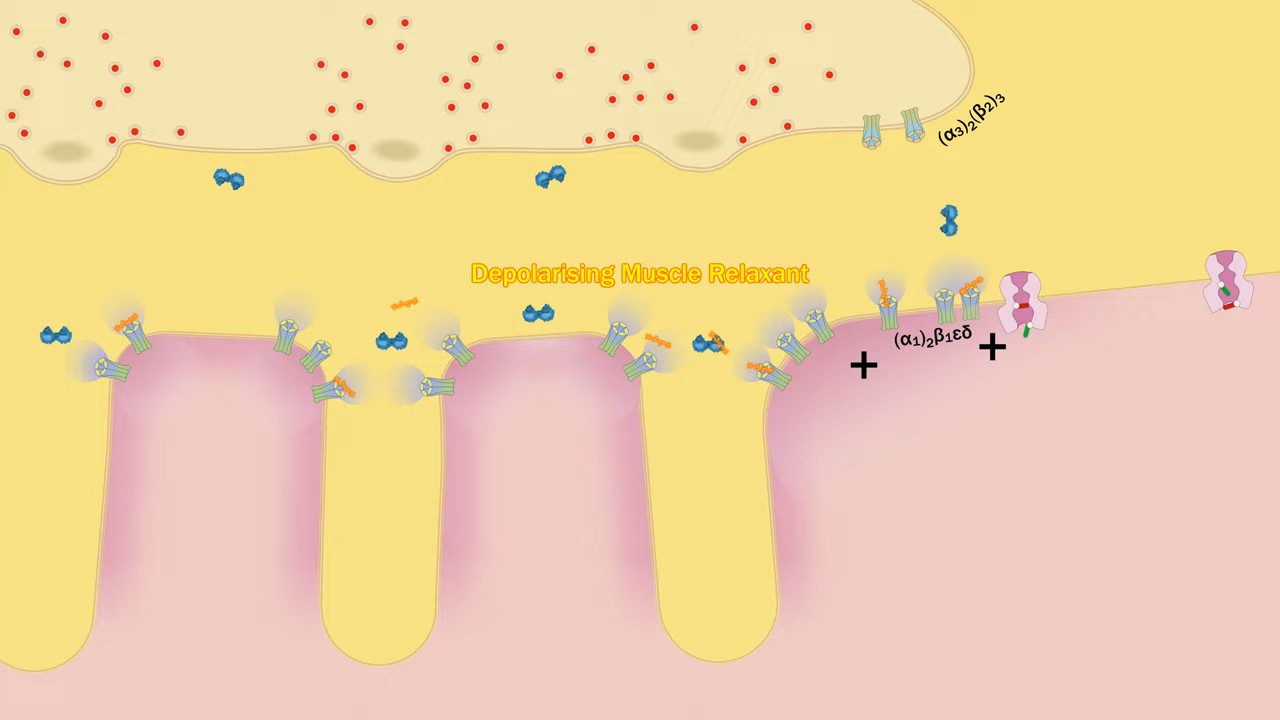 (α₃)₂(β₂)₃
Depolarising Muscle Relaxant
(α₁)₂β₁εδ
+ +